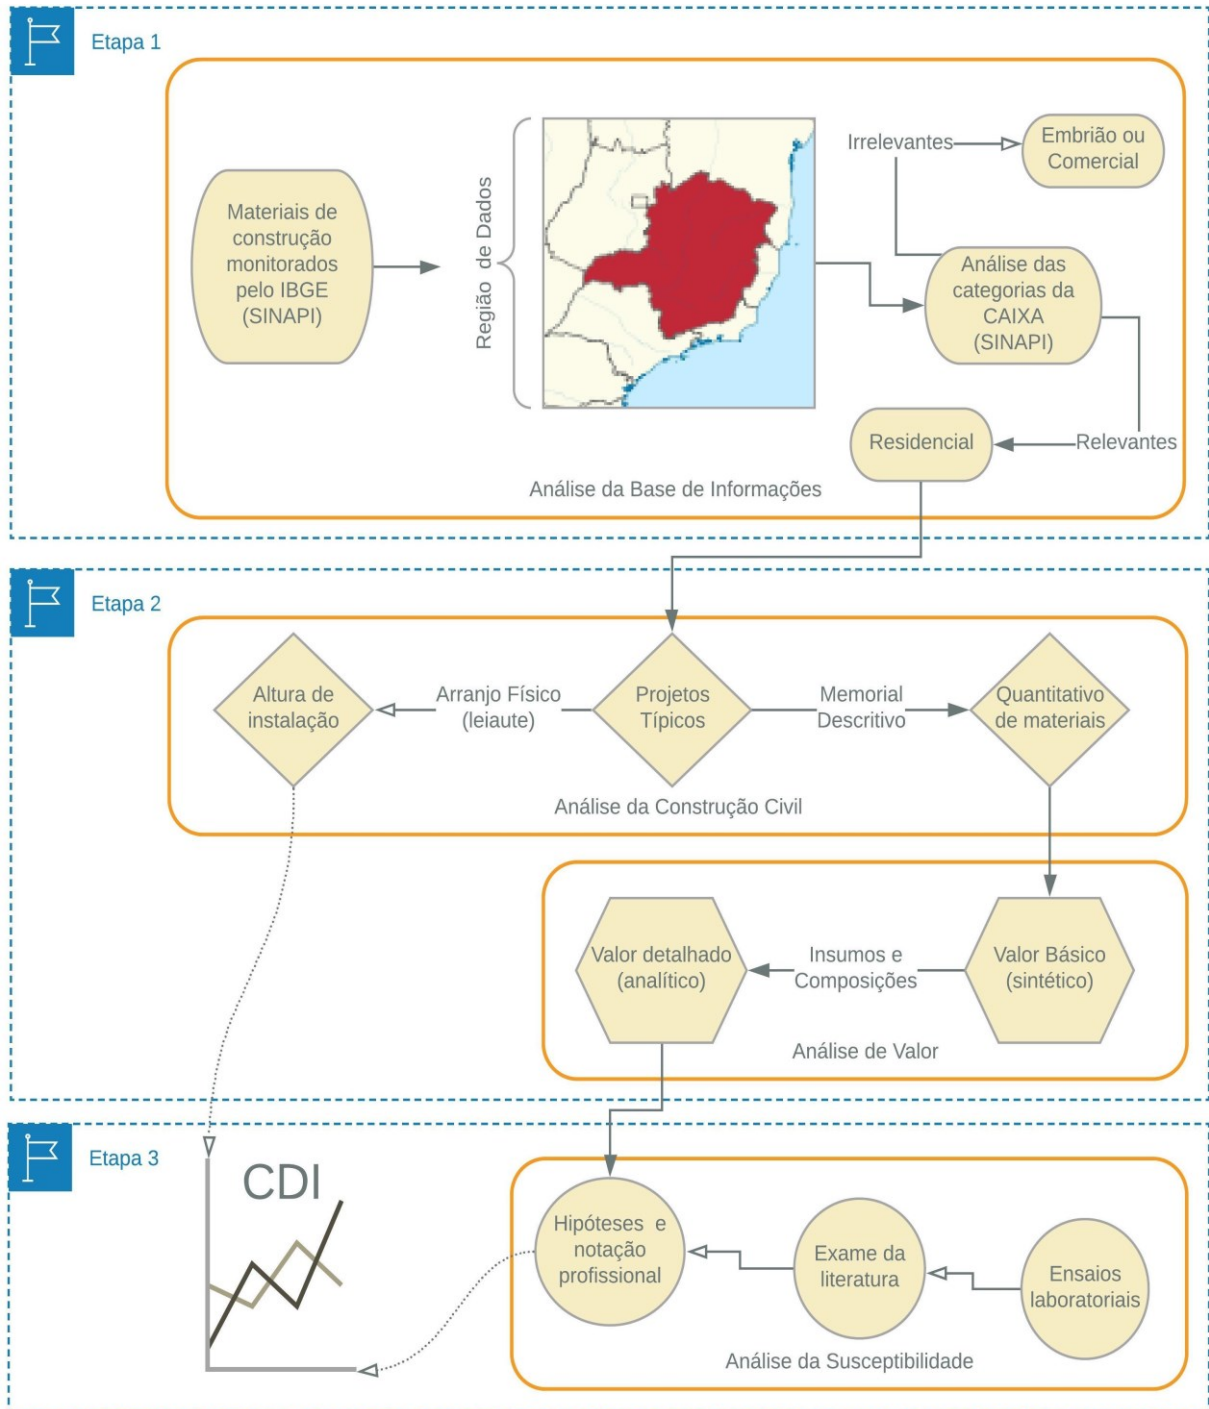 Etapa 1
Materiais de
construção
monitorados
pelo IBGE
(SINAPI)
Região de Dados
Irrelevantes
Embrião ou
Comercial
Análise das
categorias da
CAIXA
(SINAPI)
Residencial
Relevantes
Análise da Base de Informações
Etapa 2
Altura de
instalação
Arranjo Físico
(leiaute)
Projetos
Típicos
Memorial
Descritivo
Quantitativo
de materiais
Análise da Construção Civil
Valor detalhado
(analítico)
Insumos e
Composições
Valor Básico
(sintético)
Análise de Valor
Etapa 3
CDI
Hipóteses e
notação
profissional
Exame da
literatura
Ensaios
laboratoriais
Análise da Susceptibilidade